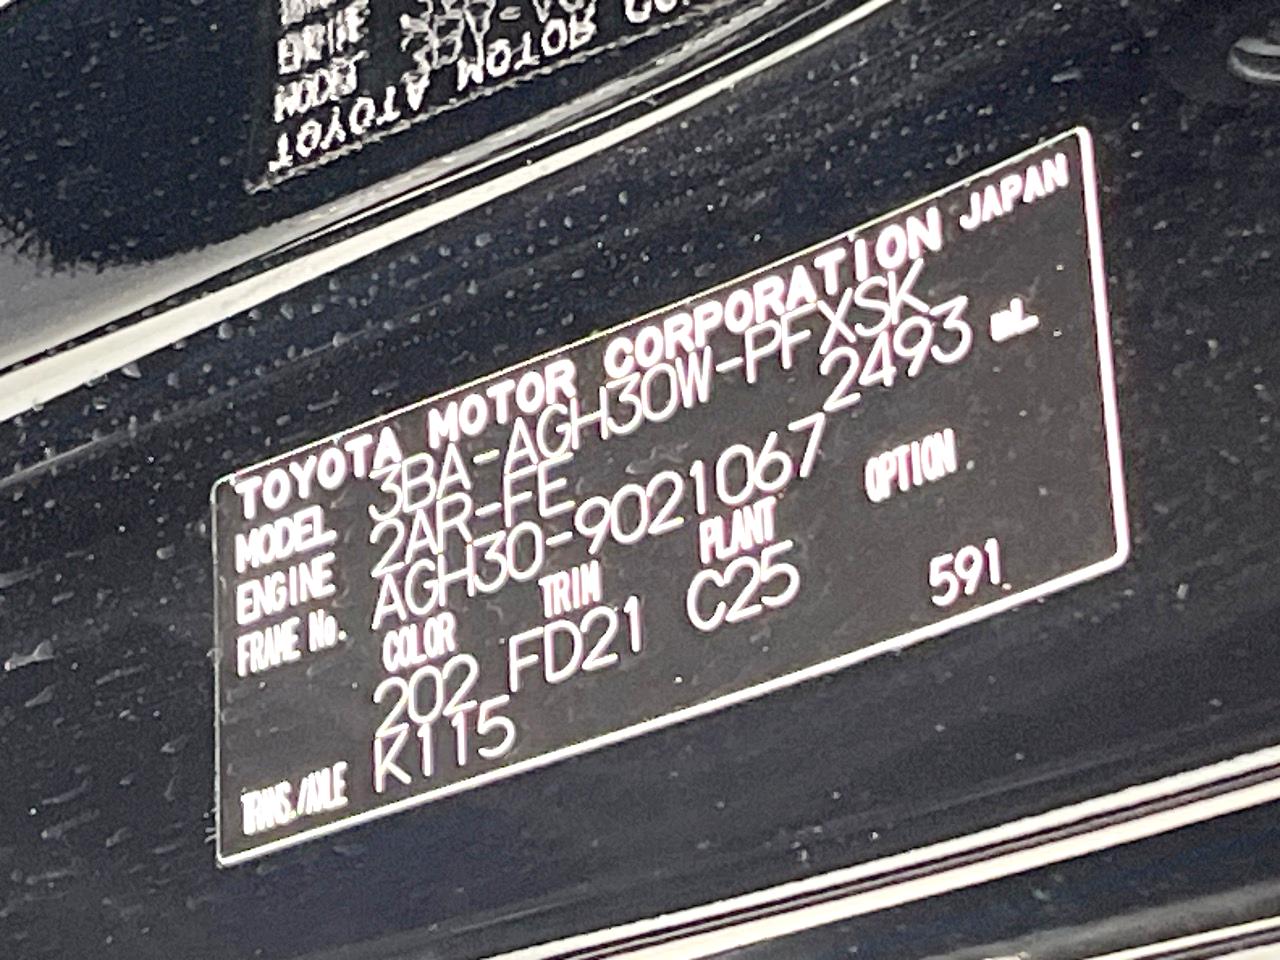 TOYOTA MOTOR CORPORATION JAPAN
MODEL 3BA-AGH30W-PFXSK
ENGINE 2AR-FE 2493 mL
FRAME No. AGH30-9021067
COLOR TRIM PLANT OPTION
202 FD21 C25 591
TRANS./AXLE K115